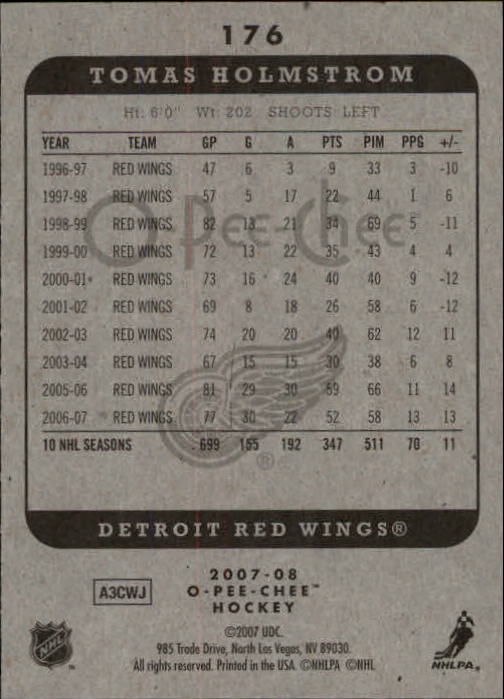 176
TOMAS HOLMSTROM
Ht: 6'0" Wt: 202 SHOOTS LEFT
YEAR TEAM GP G A PTS PIM PPG +/-
1996-97 RED WINGS 47 6 3 9 33 3 -10
1997-98 RED WINGS 57 5 17 22 44 1 6
1998-99 RED WINGS 82 13 21 34 69 5 -11
1999-00 RED WINGS 72 13 22 35 43 4 4
2000-01 RED WINGS 73 16 24 40 40 9 -12
2001-02 RED WINGS 69 8 18 26 58 6 -12
2002-03 RED WINGS 74 20 20 40 62 12 11
2003-04 RED WINGS 67 15 15 30 38 6 8
2005-06 RED WINGS 81 29 30 59 66 11 14
2006-07 RED WINGS 77 30 22 52 58 13 13
10 NHL SEASONS 699 155 192 347 511 70 11
O-Pee-Chee
®
DETROIT RED WINGS®
A3CWJ
2007-08
O-PEE-CHEE™
HOCKEY
©2007 UDC.
985 Trade Drive, North Las Vegas, NV 89030.
All rights reserved. Printed in the USA. ©NHLPA ©NHL
NHL
NHLPA